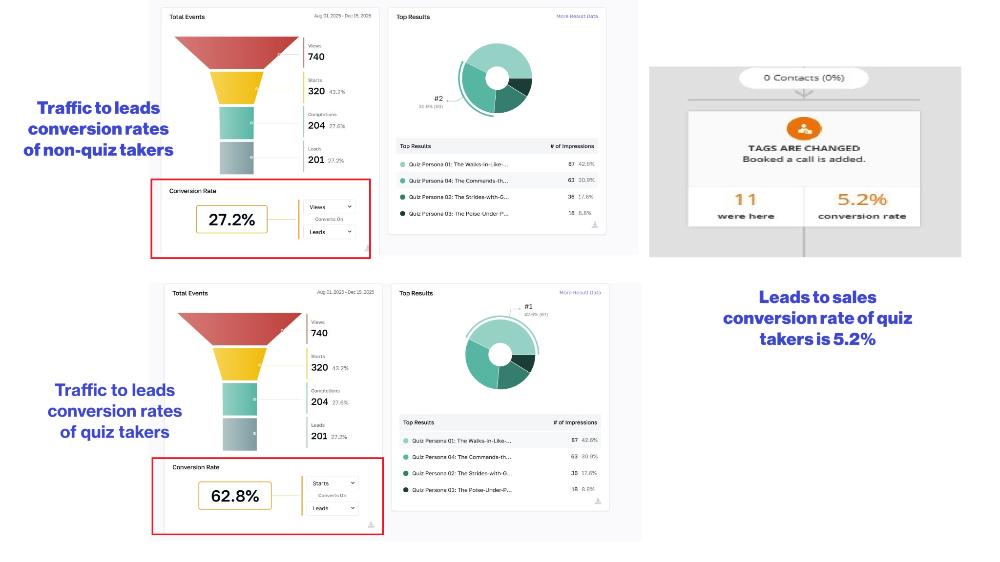 Traffic to leads
conversion rates
of non-quiz takers
Total Events
Aug 01, 2025 - Dec 15, 2025
Views
740
Starts
320 43.2%
Completions
204 27.6%
Leads
201 27.2%
Conversion Rate
27.2%
Views
Converts On
Leads
Top Results
More Result Data
#2
30.9% (63)
Top Results # of Impressions
Quiz Persona 01: The Walks-In-Like-... 87 42.6%
Quiz Persona 04: The Commands-th... 63 30.9%
Quiz Persona 02: The Strides-with-G... 36 17.6%
Quiz Persona 03: The Poise-Under-P... 18 8.8%
0 Contacts (0%)
TAGS ARE CHANGED
Booked a call is added.
11
were here
5.2%
conversion rate
Traffic to leads
conversion rates
of quiz takers
Total Events
Aug 01, 2025 - Dec 15, 2025
Views
740
Starts
320 43.2%
Completions
204 27.6%
Leads
201 27.2%
Conversion Rate
62.8%
Starts
Converts On
Leads
Top Results
More Result Data
#1
42.6% (87)
Top Results # of Impressions
Quiz Persona 01: The Walks-In-Like-... 87 42.6%
Quiz Persona 04: The Commands-th... 63 30.9%
Quiz Persona 02: The Strides-with-G... 36 17.6%
Quiz Persona 03: The Poise-Under-P... 18 8.8%
Leads to sales
conversion rate of quiz
takers is 5.2%